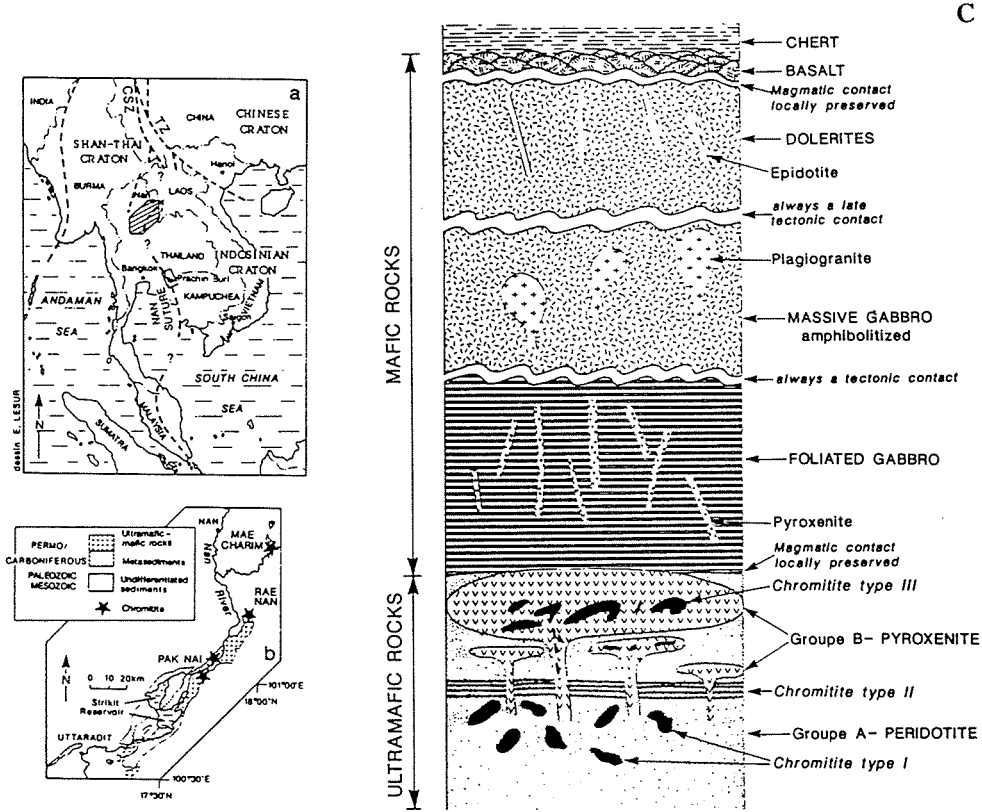 C
a
INDIA
CSZ
TZ
CHINA
CHINESE
CRATON
SHAN-THAI
CRATON
Hanoi
BURMA
LAOS
Nan
?
?
THAILAND
INDOSINIAN
CRATON
Bangkok
Prachin Buri
KAMPUCHEA
VIETNAM
Saigon
NAN
SUTURE
?
?
ANDAMAN
SEA
SOUTH CHINA
SEA
MALAYSIA
SUMATRA
N
dessin E. LESUR
PERMO/
CARBONIFEROUS
PALEOZOIC
MESOZOIC
Ultramafic-
mafic rocks
Metasediments
Undifferentiated
sediments
Chromitite
NAN
Nan
River
MAE
CHARIM
RAE
NAN
PAK NAI
b
N
0 10 20km
Sirikit
Reservoir
UTTARADIT
101°00'E
18°00'N
100°30'E
17°30'N
MAFIC ROCKS
ULTRAMAFIC ROCKS
CHERT
BASALT
Magmatic contact
locally preserved
DOLERITES
Epidotite
always a late
tectonic contact
Plagiogranite
MASSIVE GABBRO
amphibolitized
always a tectonic contact
FOLIATED GABBRO
Pyroxenite
Magmatic contact
locally preserved
Chromitite type III
Groupe B- PYROXENITE
Chromitite type II
Groupe A- PERIDOTITE
Chromitite type I